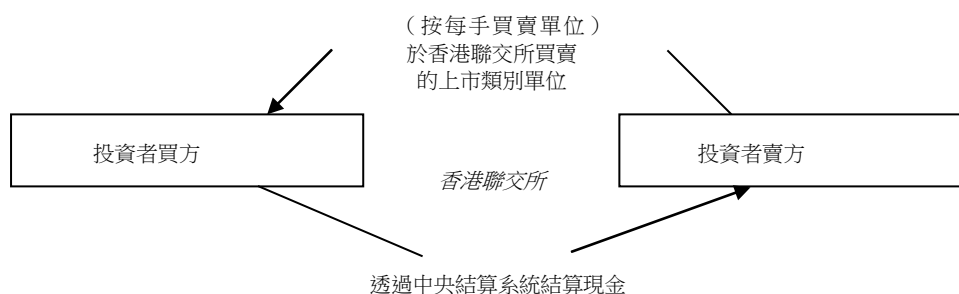 （按每手買賣單位）
於香港聯交所買賣
的上市類別單位
投資者買方
投資者賣方
香港聯交所
透過中央結算系統結算現金